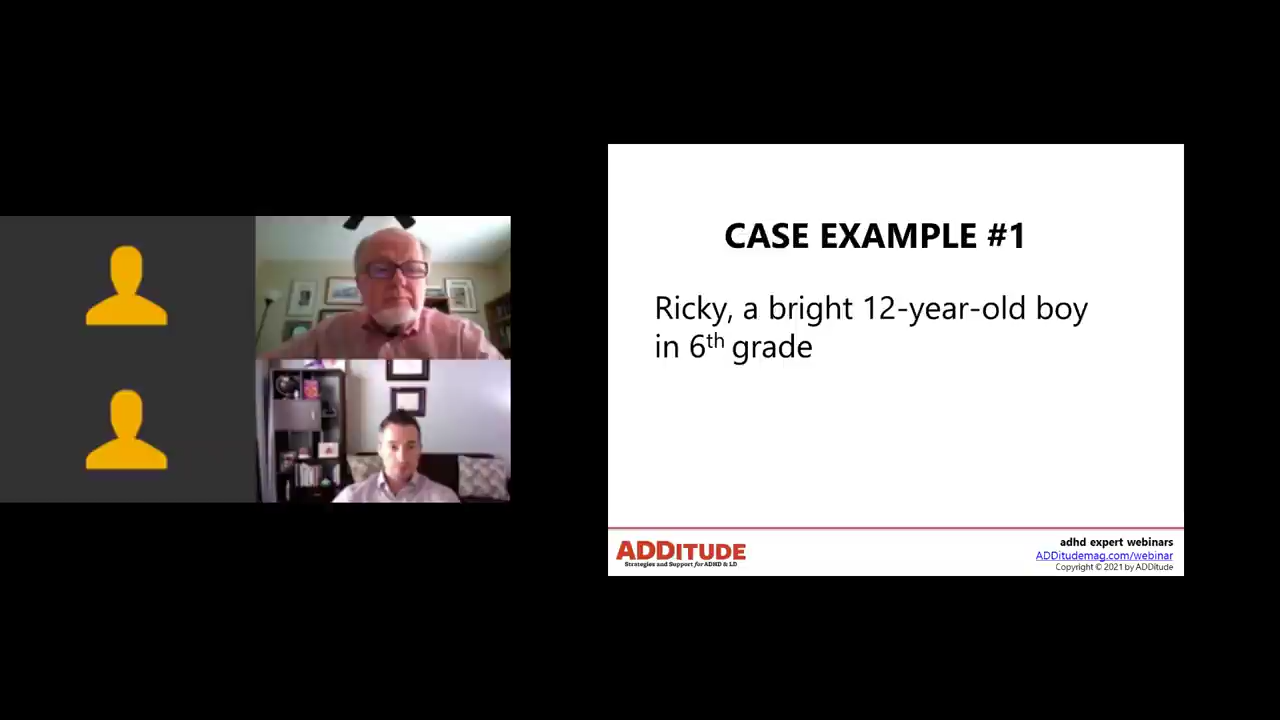 CASE EXAMPLE #1
Ricky, a bright 12-year-old boy
in 6th grade
ADDITUDE
Strategies and Support for ADHD & LD
adhd expert webinars
ADDitudemag.com/webinar
Copyright © 2021 by ADDitude